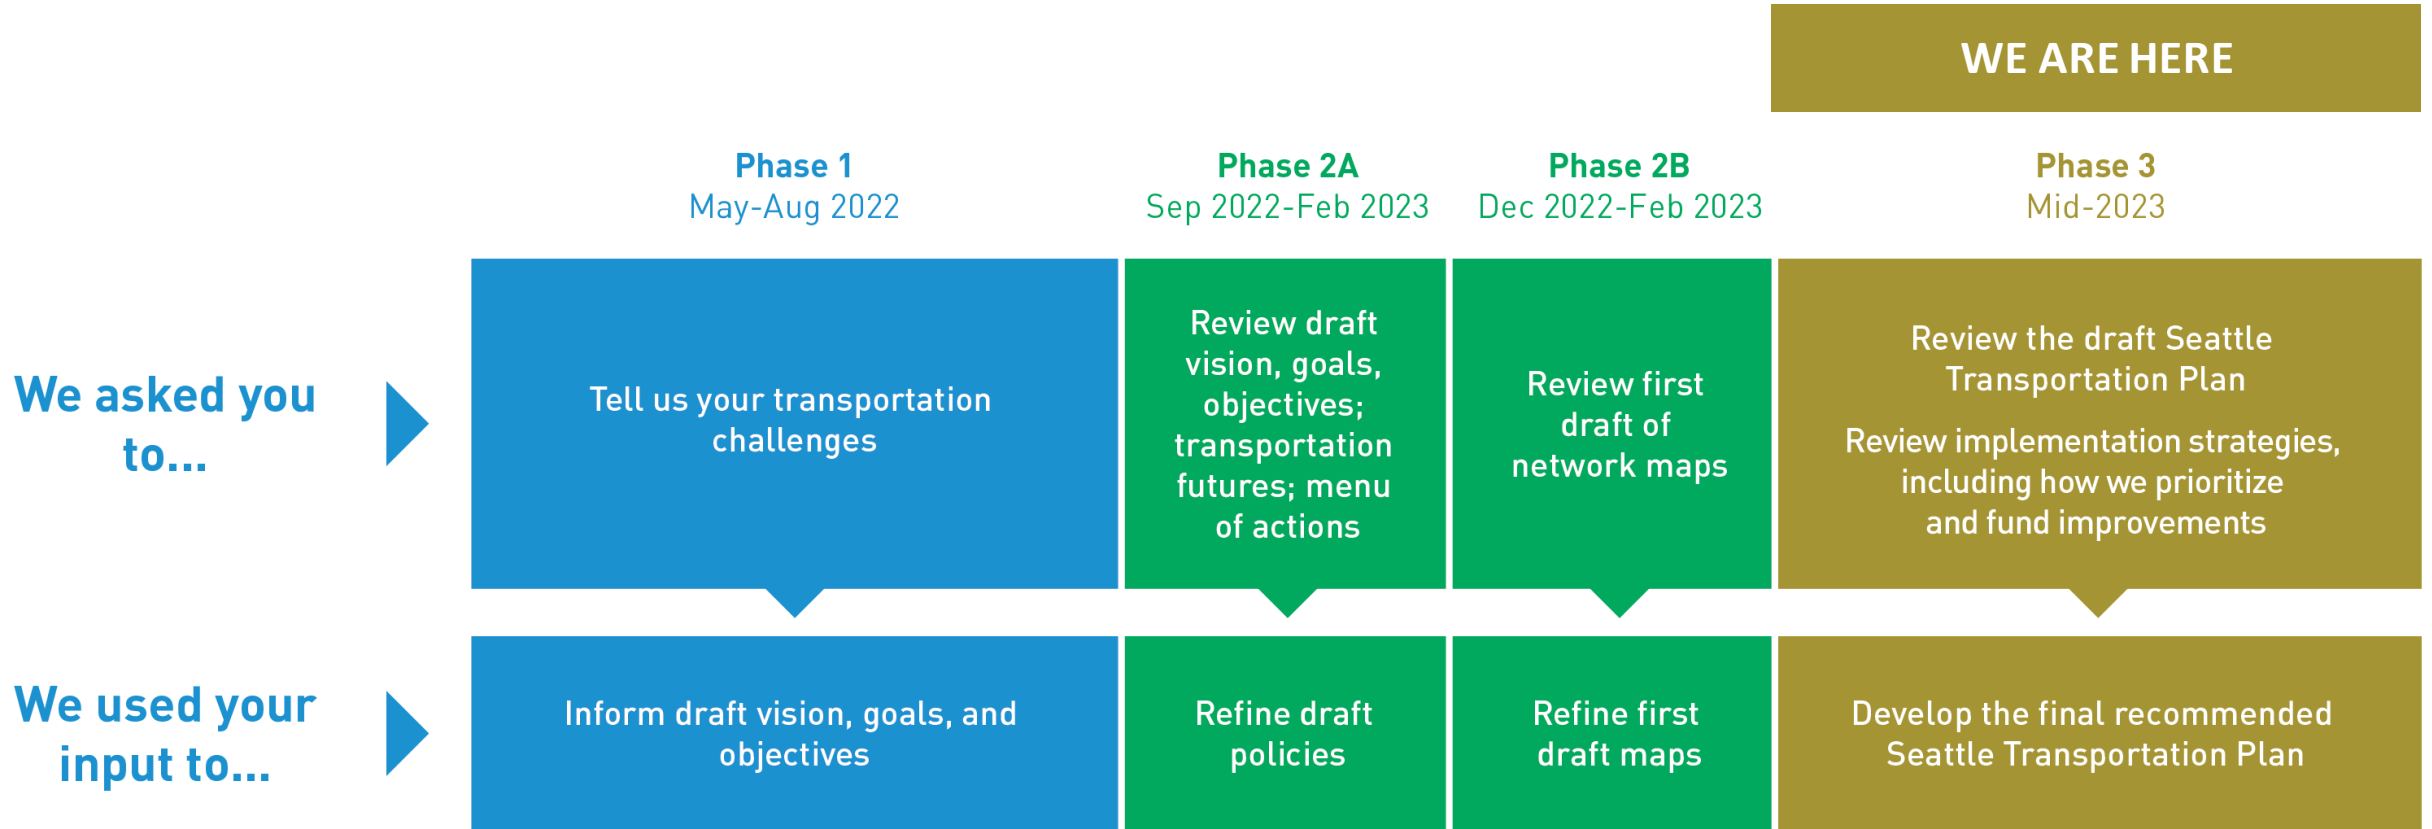 WE ARE HERE
Phase 1
May-Aug 2022
Phase 2A
Sep 2022-Feb 2023
Phase 2B
Dec 2022-Feb 2023
Phase 3
Mid-2023
We asked you
to...
Tell us your transportation
challenges
Review draft
vision, goals,
objectives;
transportation
futures; menu
of actions
Review first
draft of
network maps
Review the draft Seattle
Transportation Plan
Review implementation strategies,
including how we prioritize
and fund improvements
We used your
input to...
Inform draft vision, goals, and
objectives
Refine draft
policies
Refine first
draft maps
Develop the final recommended
Seattle Transportation Plan